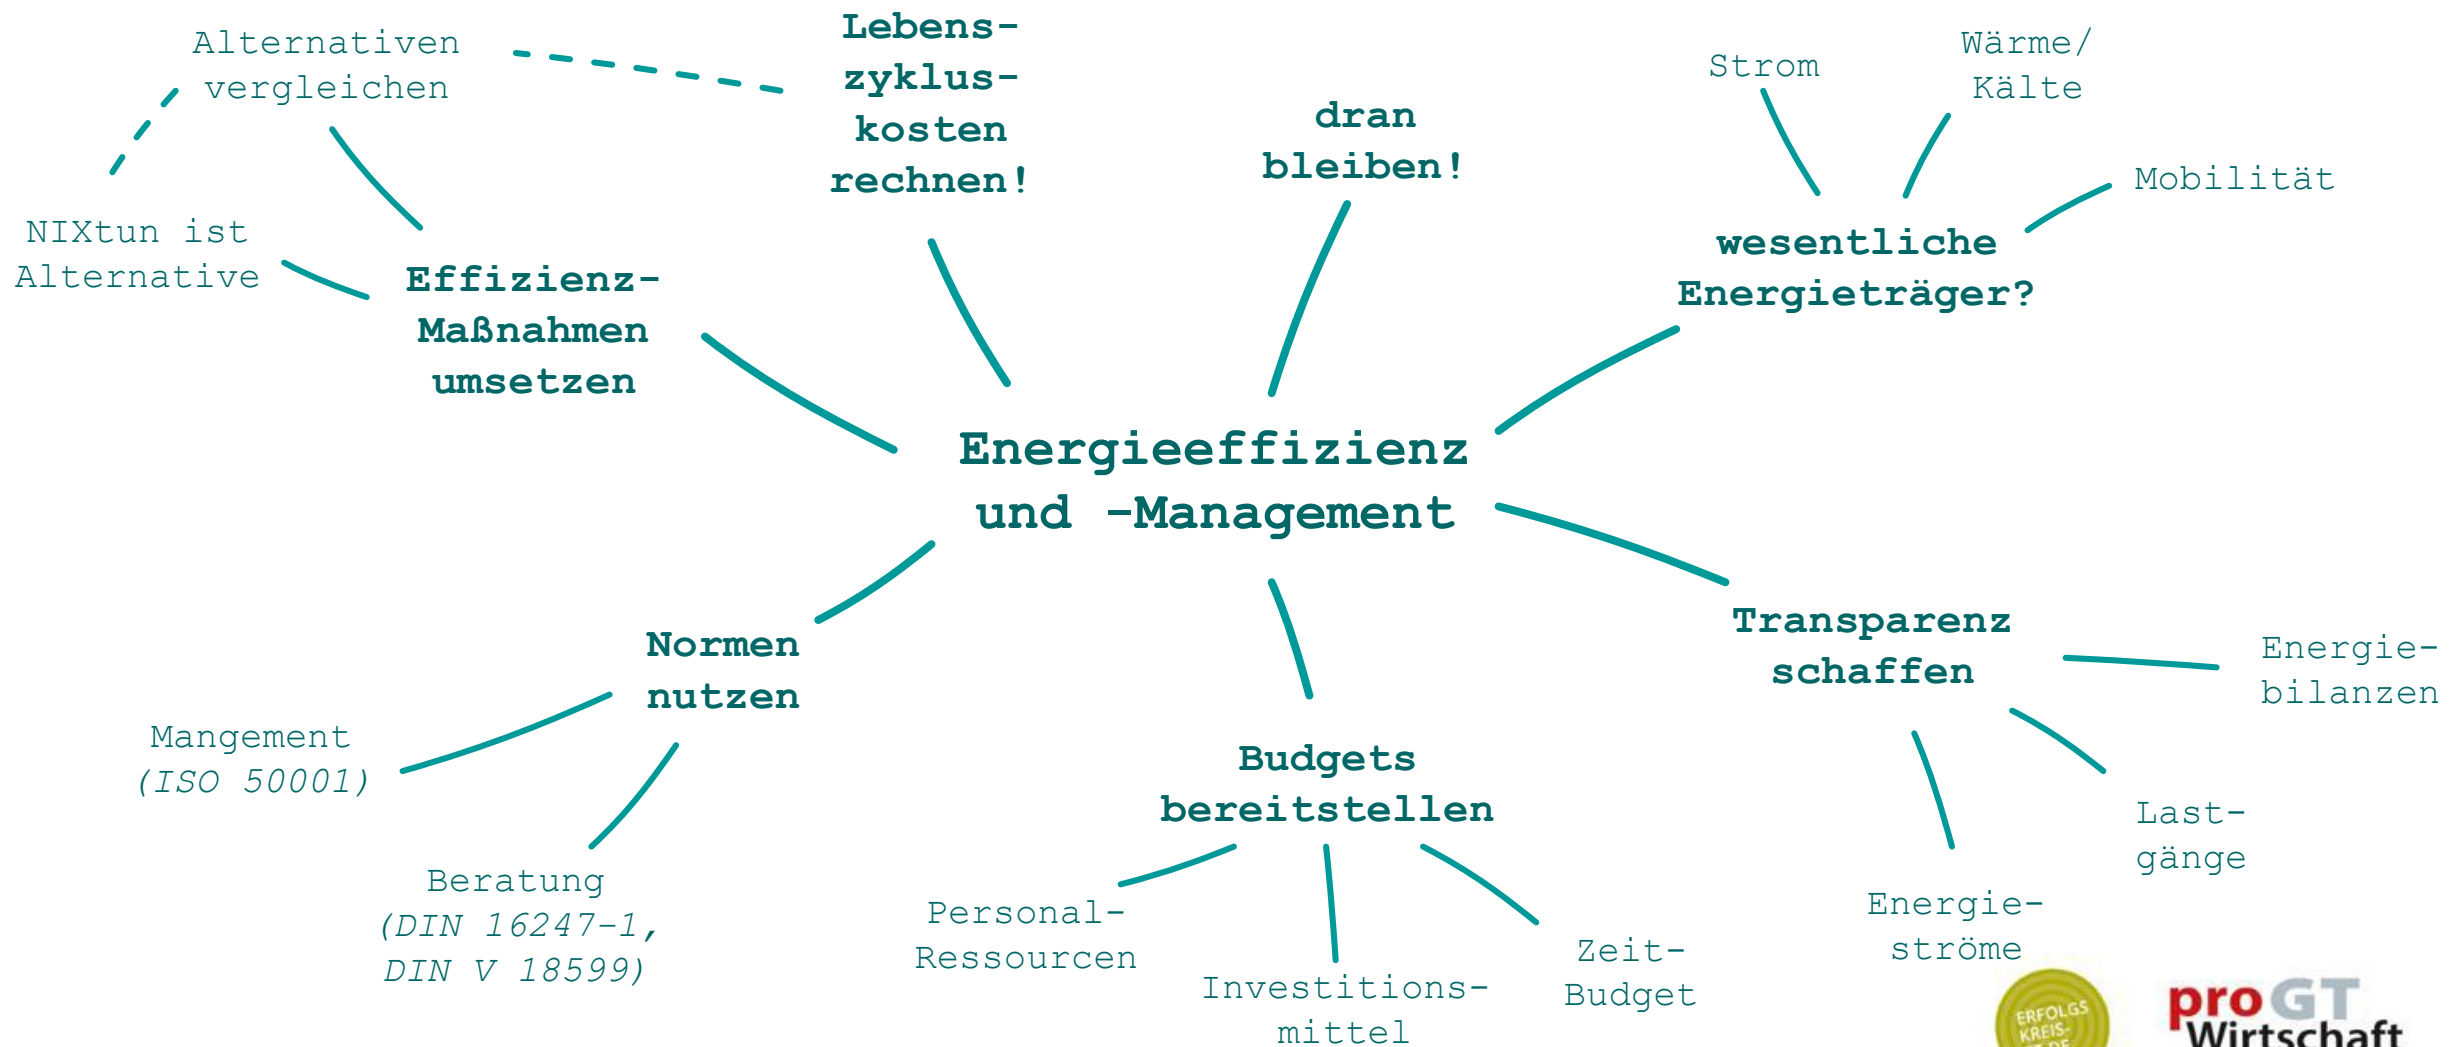 Alternativen
vergleichen
Lebens-
zyklus-
kosten
rechnen!
dran
bleiben!
Strom
Wärme/
Kälte
Mobilität
wesentliche
Energieträger?
NIXtun ist
Alternative
Effizienz-
Maßnahmen
umsetzen
Energieeffizienz
und -Management
Normen
nutzen
Mangement
(ISO 50001)
Beratung
(DIN 16247-1,
DIN V 18599)
Budgets
bereitstellen
Personal-
Ressourcen
Investitions-
mittel
Zeit-
Budget
Transparenz
schaffen
Energie-
bilanzen
Last-
gänge
Energie-
ströme
ERFOLGS
KREIS-
proGT
Wirtschaft